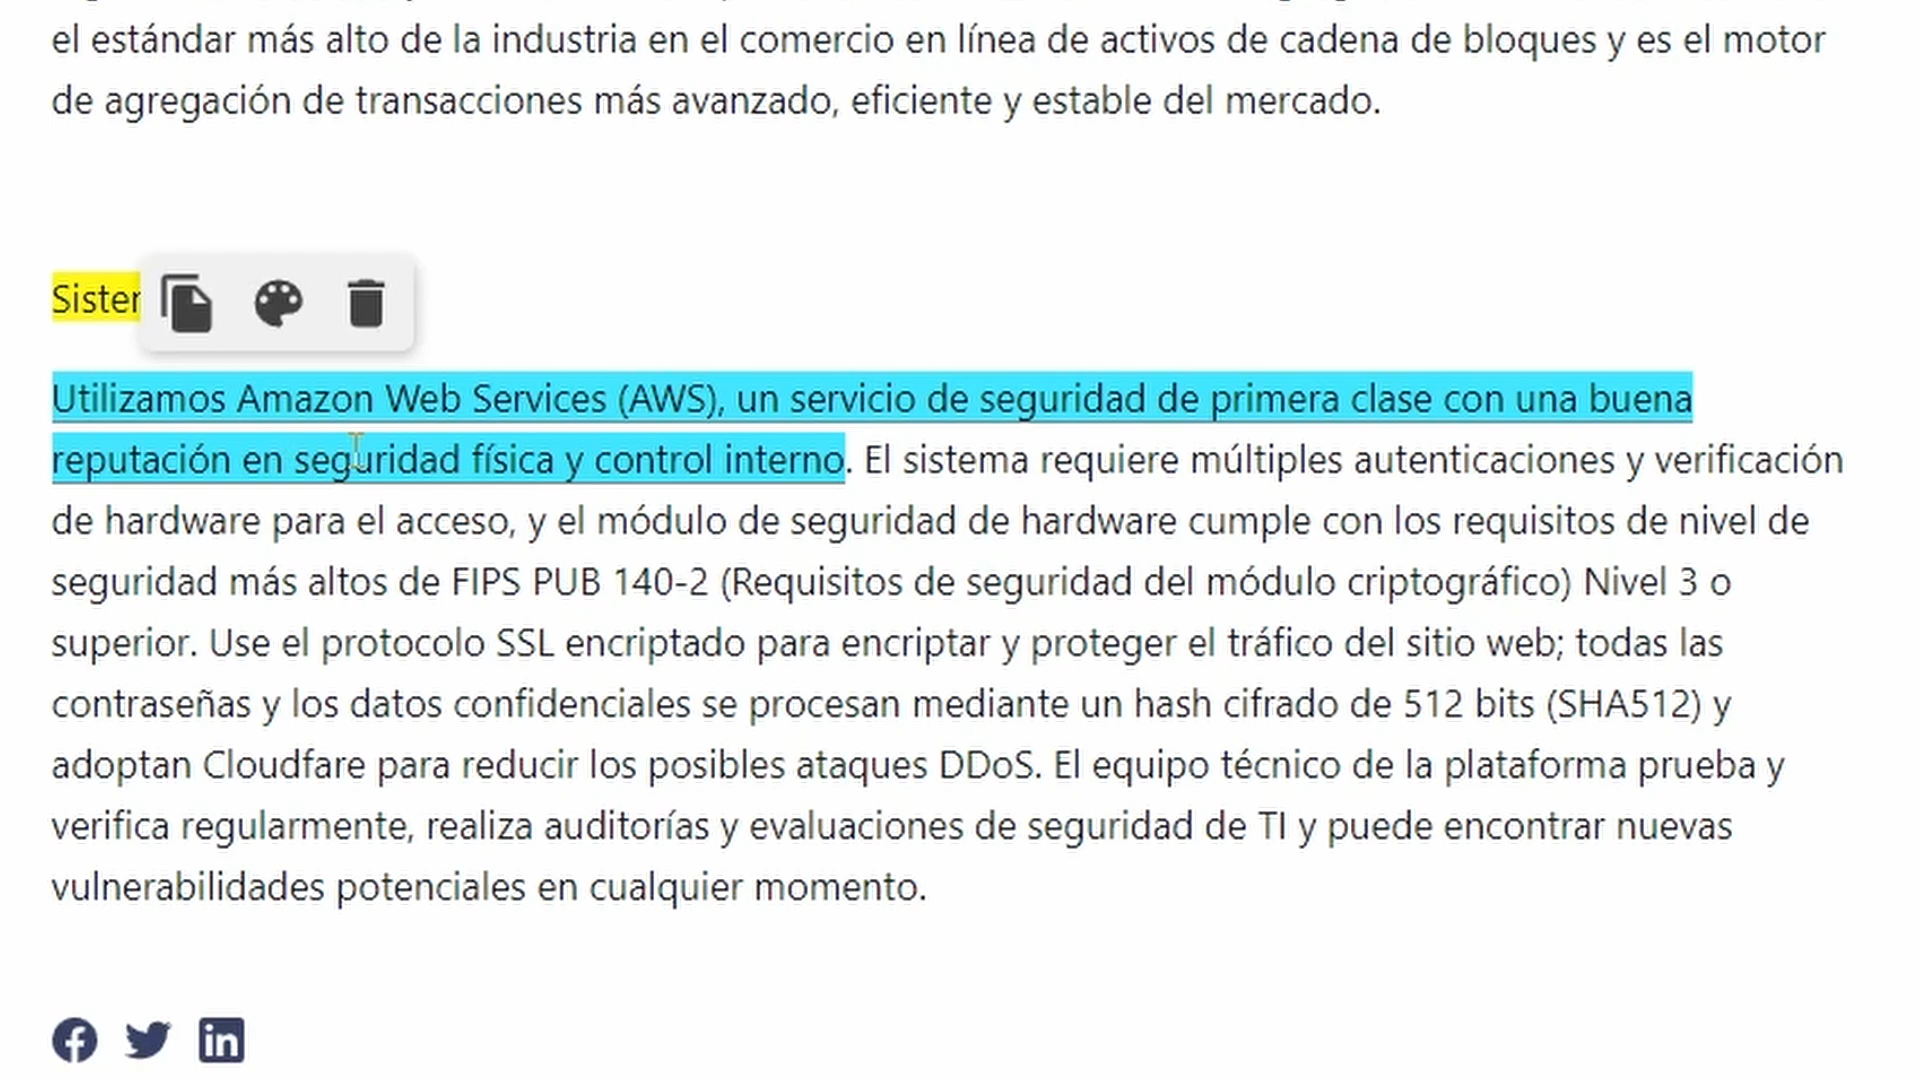 el estándar más alto de la industria en el comercio en línea de activos de cadena de bloques y es el motor
de agregación de transacciones más avanzado, eficiente y estable del mercado.
Utilizamos Amazon Web Services (AWS), un servicio de seguridad de primera clase con una buena
reputación en seguridad física y control interno. El sistema requiere múltiples autenticaciones y verificación
de hardware para el acceso, y el módulo de seguridad de hardware cumple con los requisitos de nivel de
seguridad más altos de FIPS PUB 140-2 (Requisitos de seguridad del módulo criptográfico) Nivel 3 o
superior. Use el protocolo SSL encriptado para encriptar y proteger el tráfico del sitio web; todas las
contraseñas y los datos confidenciales se procesan mediante un hash cifrado de 512 bits (SHA512) y
adoptan Cloudfare para reducir los posibles ataques DDoS. El equipo técnico de la plataforma prueba y
verifica regularmente, realiza auditorías y evaluaciones de seguridad de TI y puede encontrar nuevas
vulnerabilidades potenciales en cualquier momento.